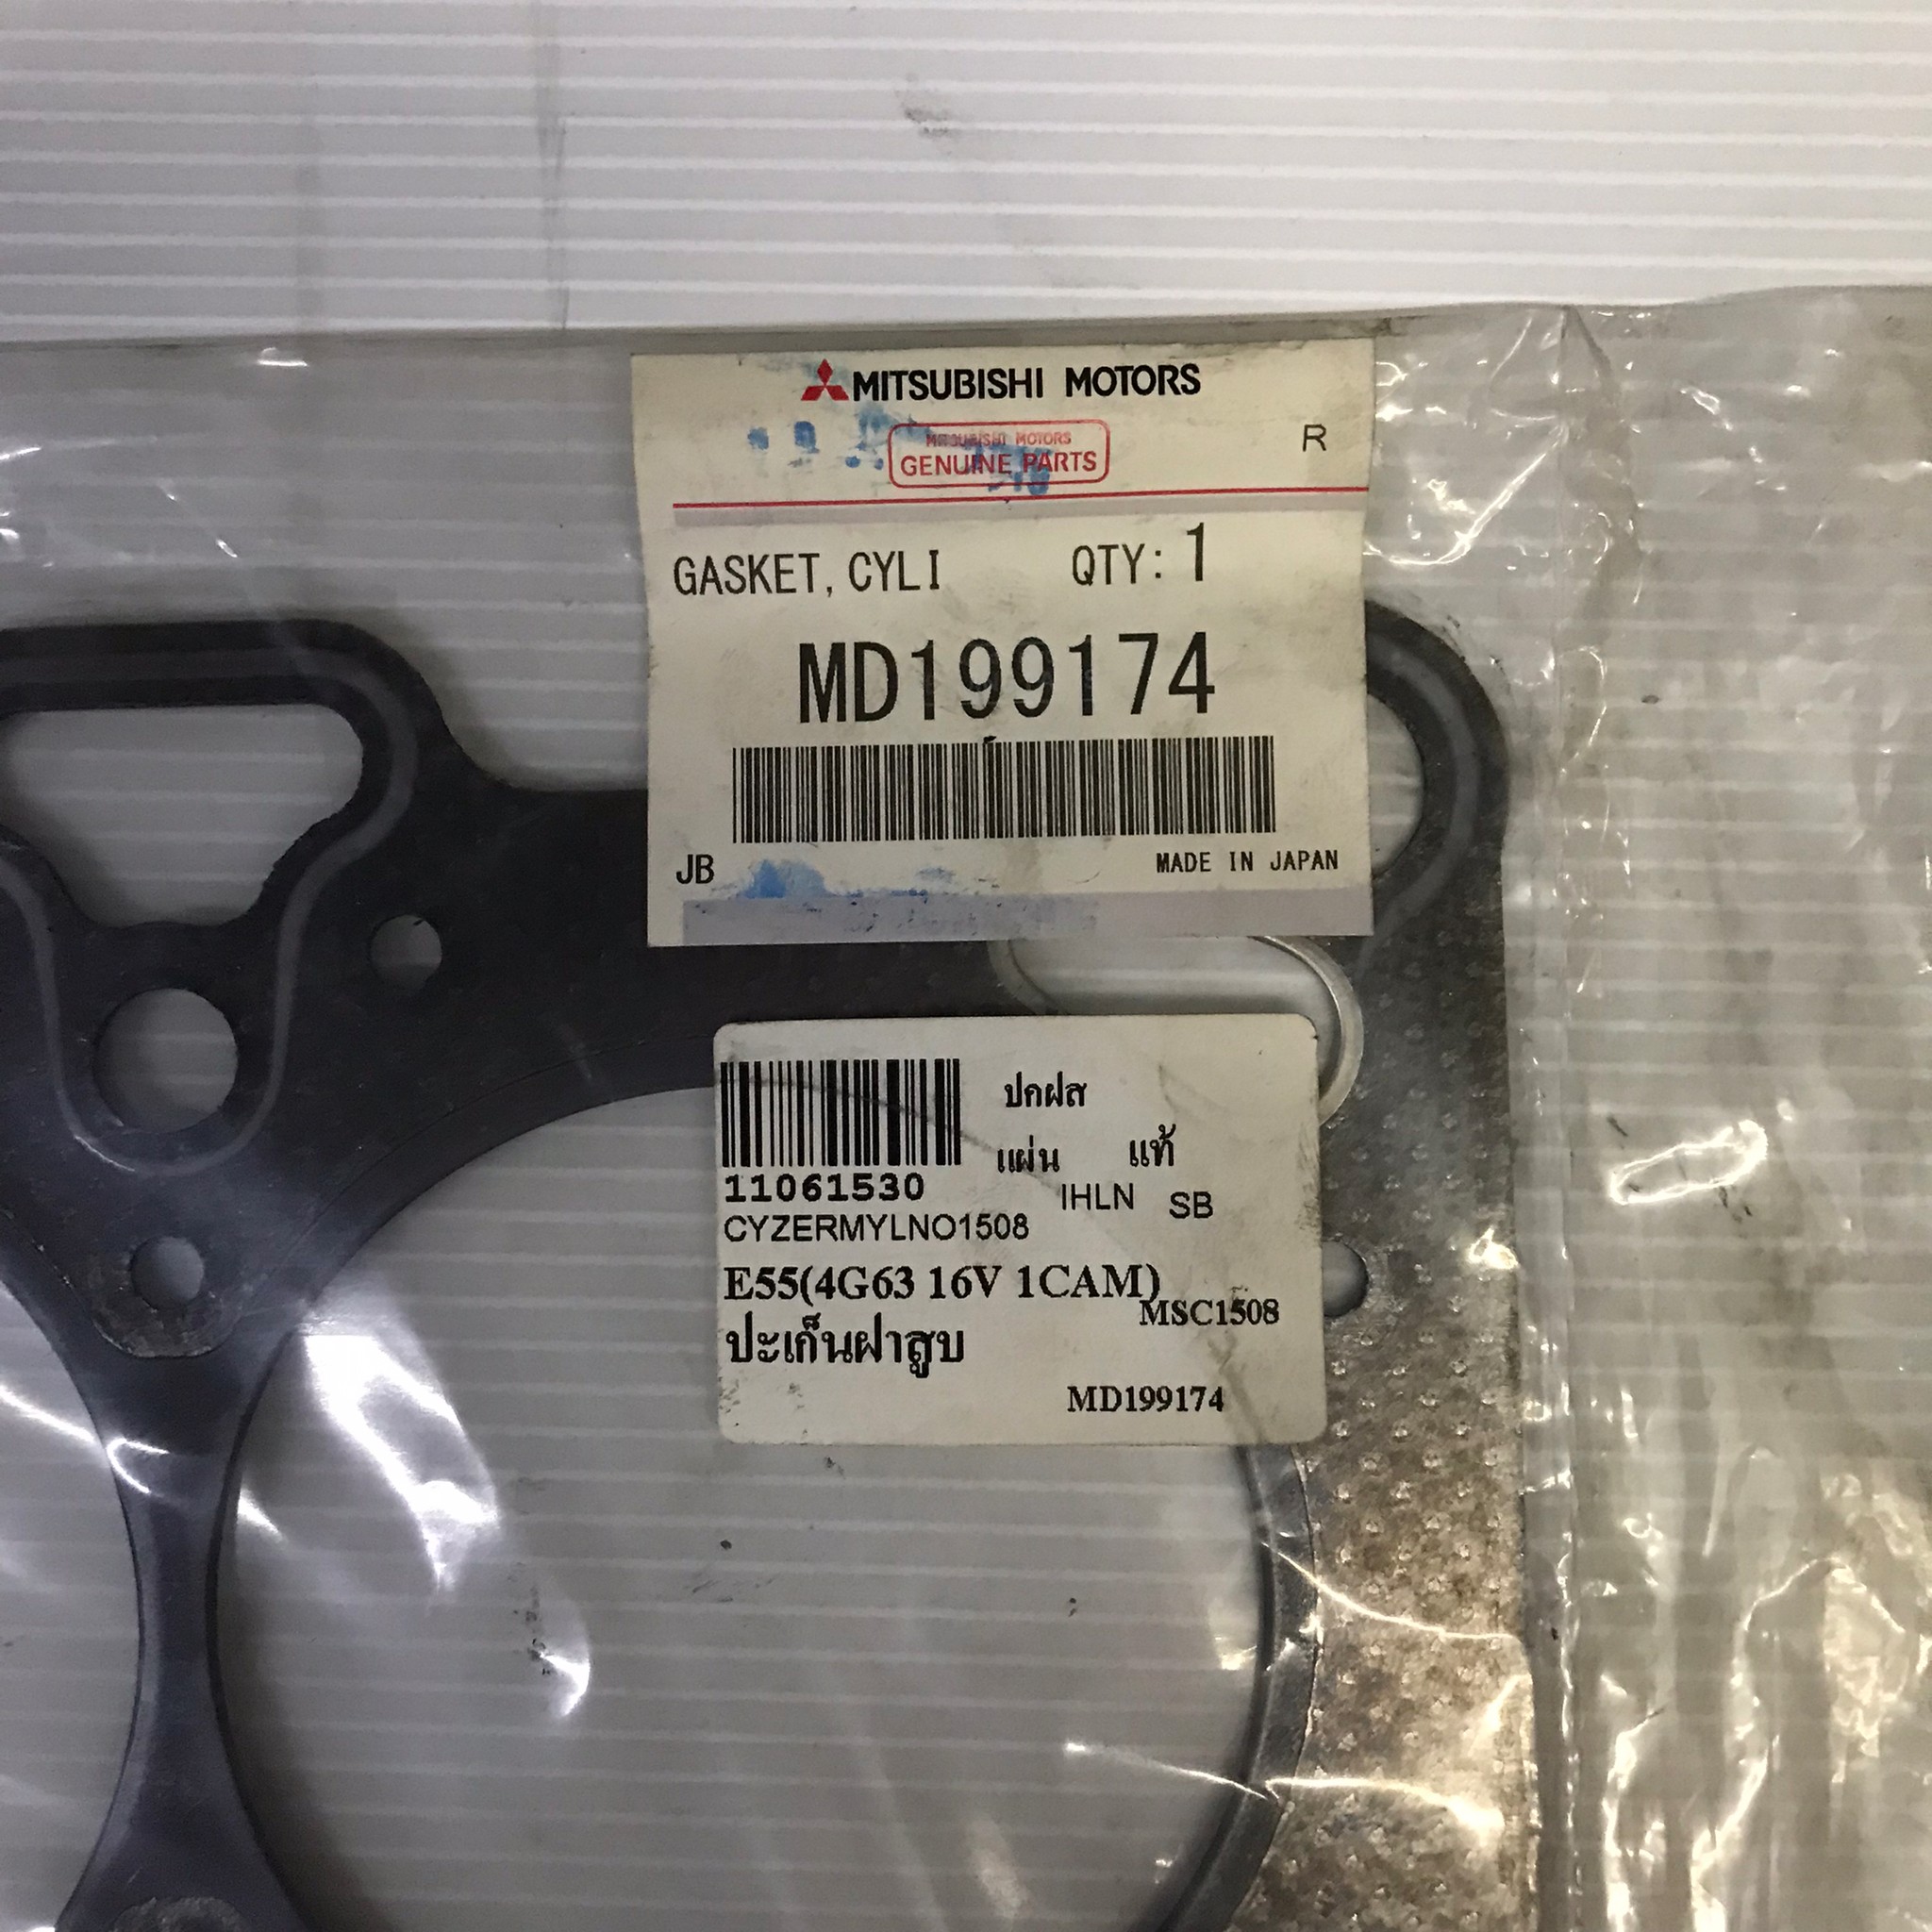 MITSUBISHI MOTORS
MITSUBISHI MOTORS
GENUINE PARTS
R
GASKET, CYLI QTY: 1
MD199174
JB MADE IN JAPAN
ปคฝส
แผ่น แท้
11061530 IHLN SB
CYZERMYLNO1508
E55(4G63 16V 1CAM)
MSC1508
ปะเก็นฝาสูบ
MD199174